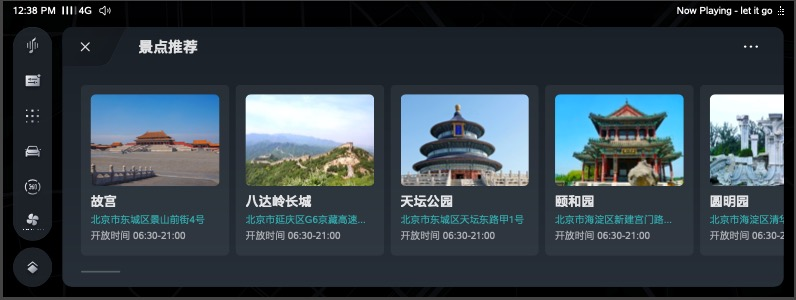 12:38 PM 4G
Now Playing - let it go
景点推荐
360
故宫
北京市东城区景山前街4号
开放时间 06:30-21:00
八达岭长城
北京市延庆区G6京藏高速...
开放时间 06:30-21:00
天坛公园
北京市东城区天坛东路甲1号
开放时间 06:30-21:00
颐和园
北京市海淀区新建宫门路...
开放时间 06:30-21:00
圆明园
北京市海淀区清华
开放时间 06:30-21:00